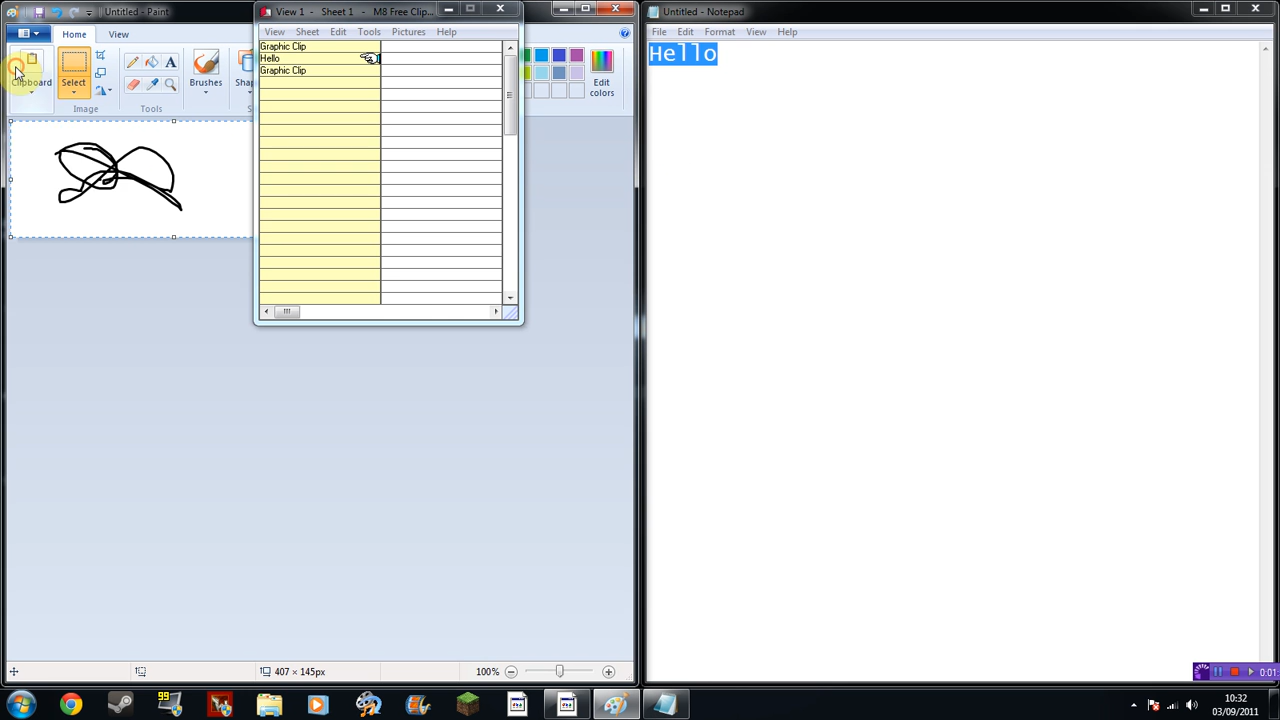 Untitled - Paint
Home View
Clipboard
Select
Image
Tools
Brushes
Edit
colors
407 × 145px
100%
View 1 - Sheet 1 - M8 Free Clip...
View Sheet Edit Tools Pictures Help
Graphic Clip
Hello
Graphic Clip
Untitled - Notepad
File Edit Format View Help
Hello
99
10:32
03/09/2011